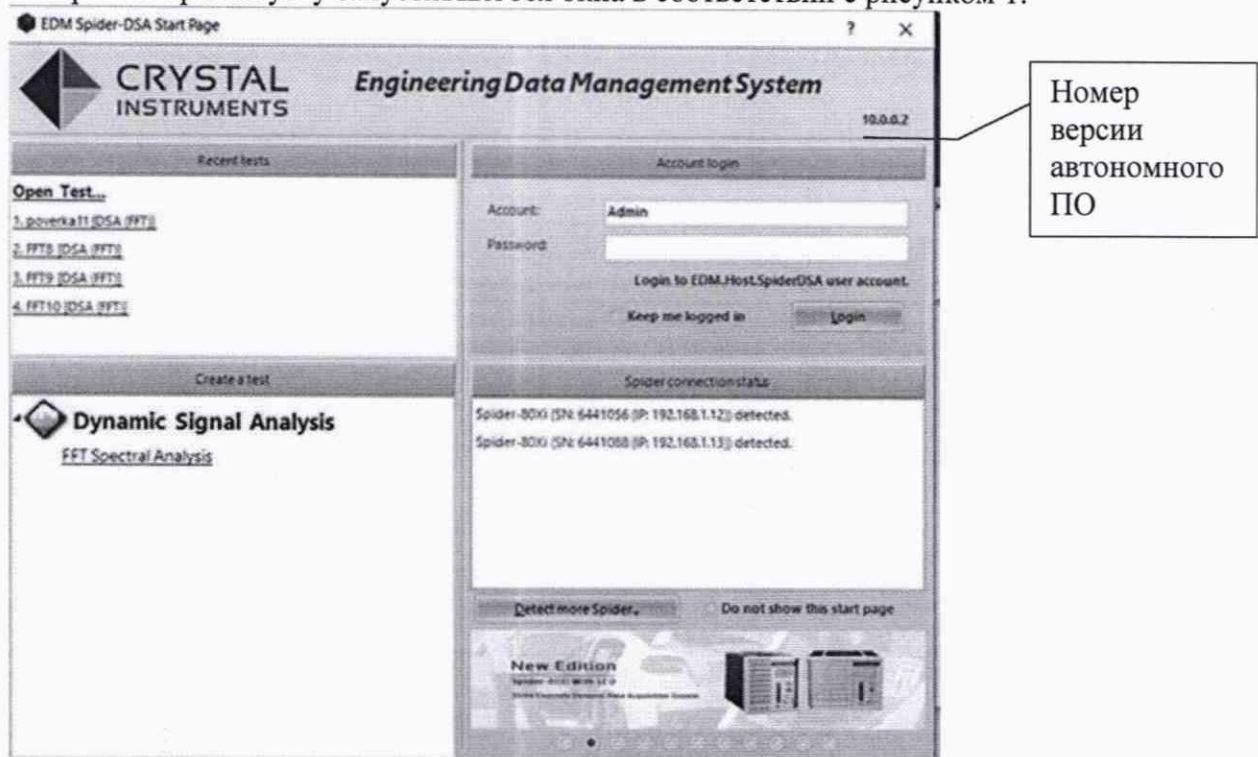 в соответствии с рисунком 1.
EDM Spider-DSA Start Page
? X
CRYSTAL
INSTRUMENTS
Engineering Data Management System
10.0.0.2
Номер
версии
автономного
ПО
Recent tests
Open Test...
1. poverka11 [DSA (FFT)]
2. FFT8 [DSA (FFT)]
3. FFT9 [DSA (FFT)]
4. FFT10 [DSA (FFT)]
Account login
Account: Admin
Password:
Login to EDM.Host.SpiderDSA user account.
Keep me logged in Login
Create a test
Dynamic Signal Analysis
FFT Spectral Analysis
Spider connection status
Spider-80Xi (SN: 6441056 (IP: 192.168.1.12)) detected.
Spider-80Xi (SN: 6441088 (IP: 192.168.1.13)) detected.
Detect more Spider.. Do not show this start page
New Edition